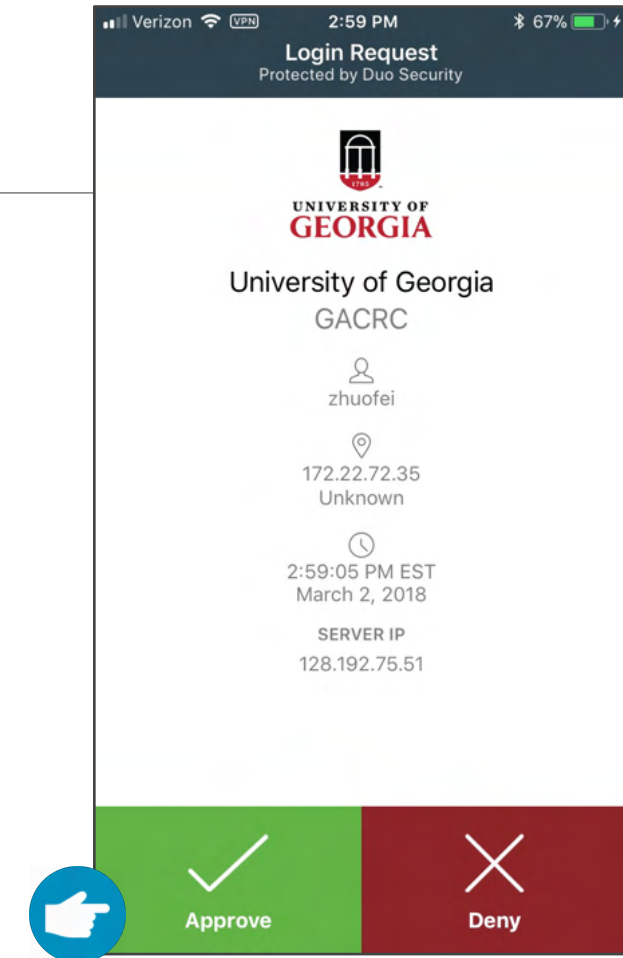 Verizon VPN 2:59 PM 67%
Login Request
Protected by Duo Security
1785
UNIVERSITY OF
GEORGIA
University of Georgia
GACRC
zhuofei
172.22.72.35
Unknown
2:59:05 PM EST
March 2, 2018
SERVER IP
128.192.75.51
Approve Deny